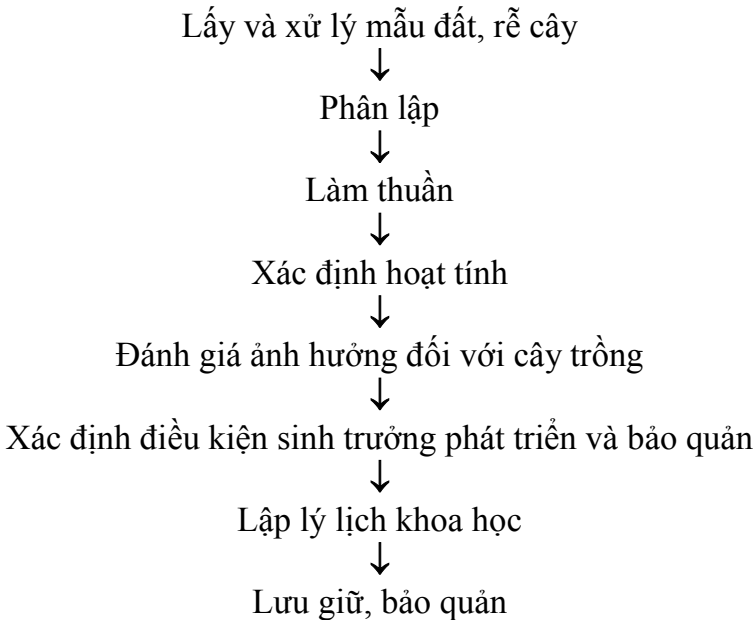 Lấy và xử lý mẫu đất, rễ cây
↓
Phân lập
↓
Làm thuần
↓
Xác định hoạt tính
↓
Đánh giá ảnh hưởng đối với cây trồng
↓
Xác định điều kiện sinh trưởng phát triển và bảo quản
↓
Lập lý lịch khoa học
↓
Lưu giữ, bảo quản